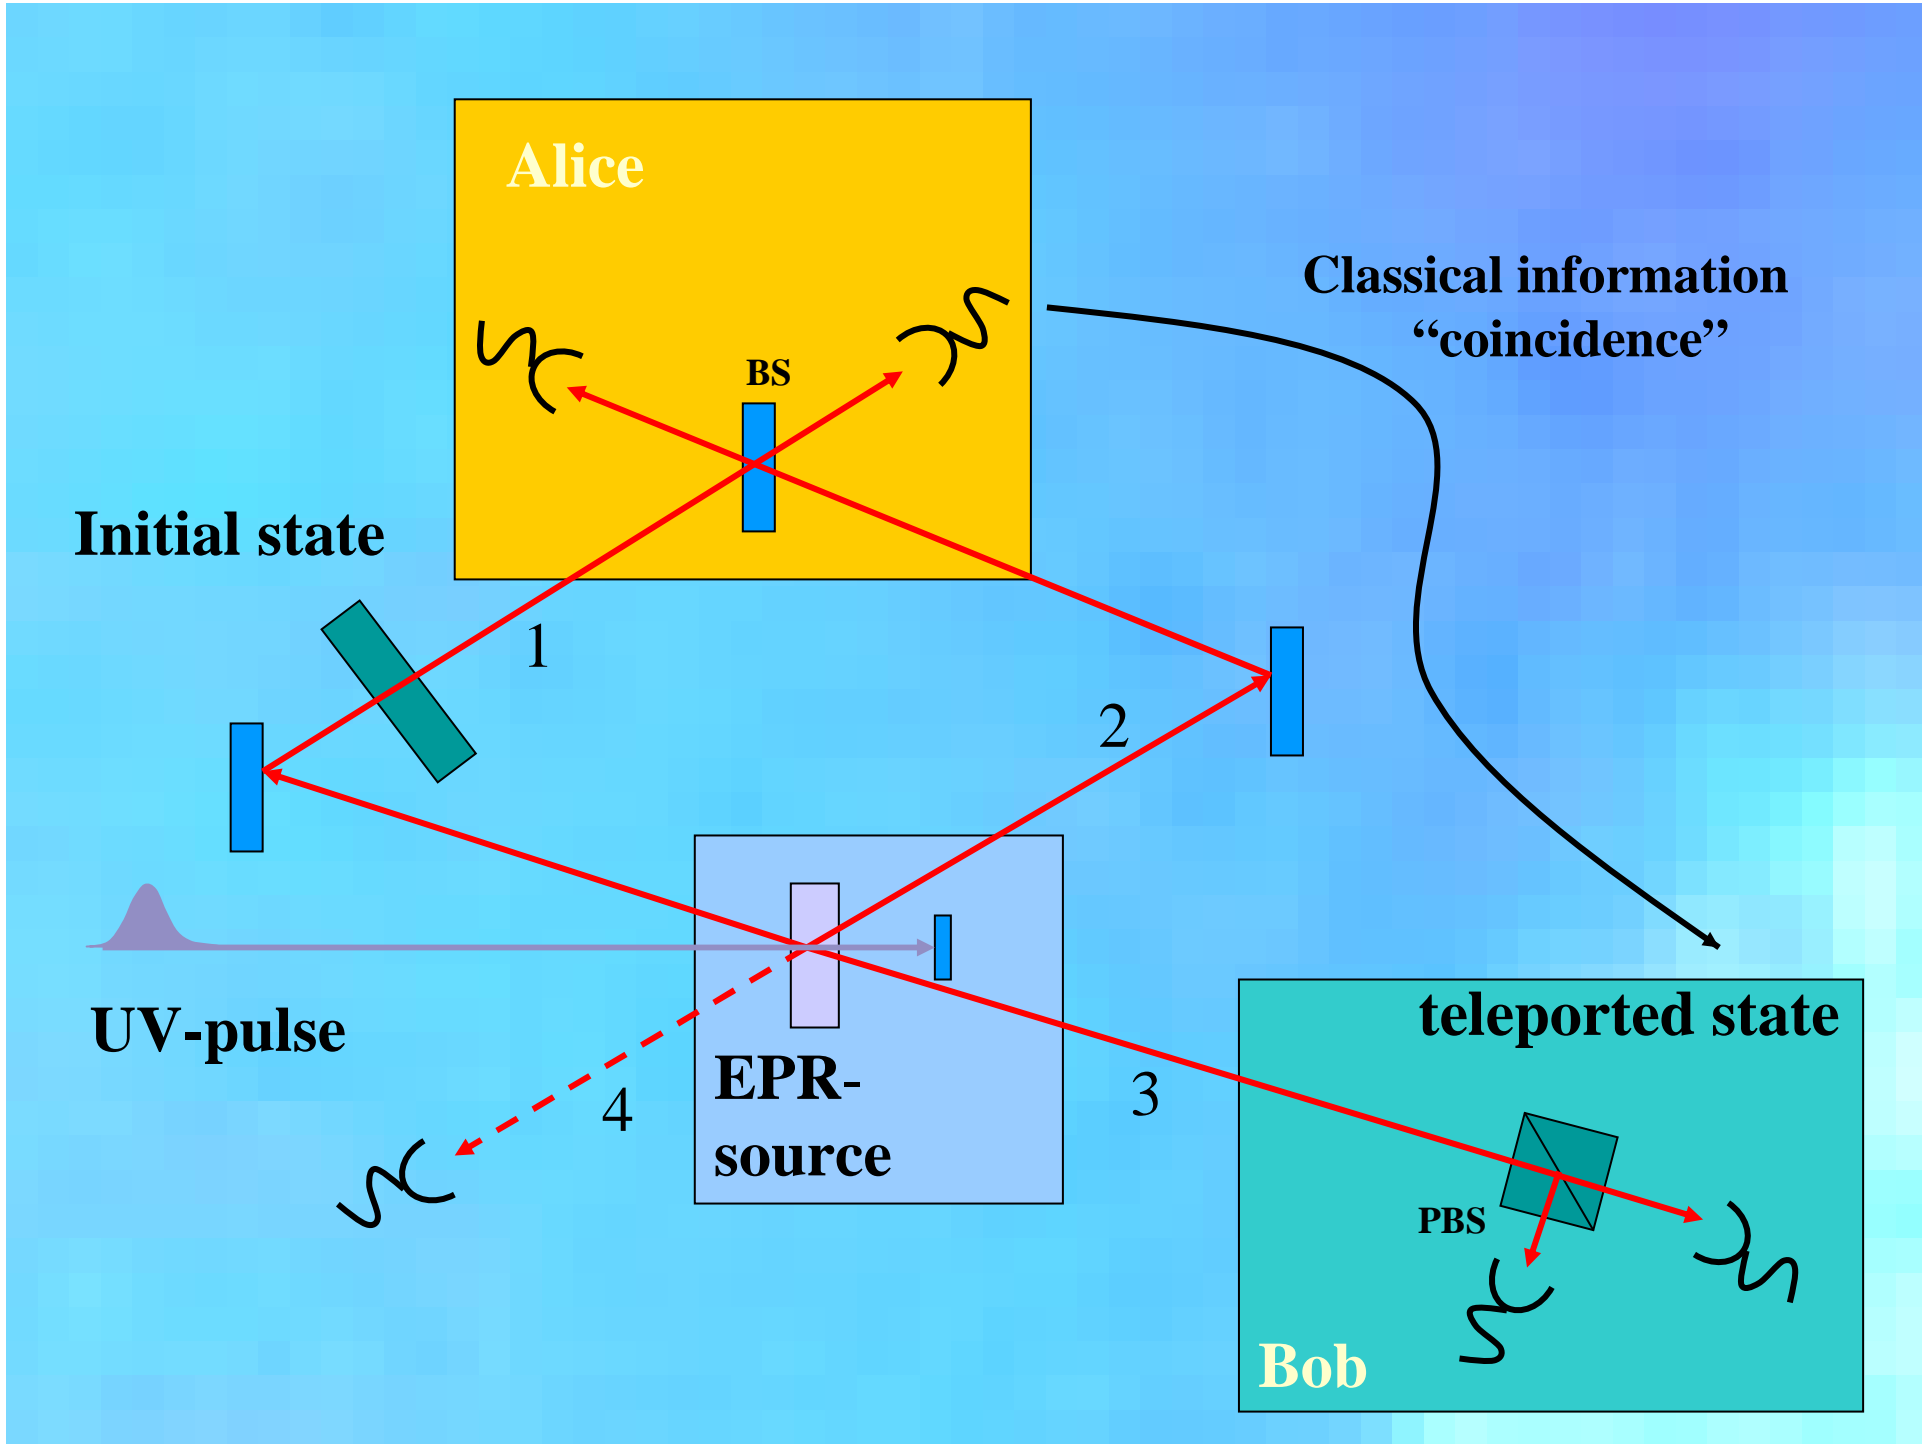 Alice
Classical information
“coincidence”
BS
Initial state
1
2
UV-pulse
EPR-
source
4
3
teleported state
PBS
Bob